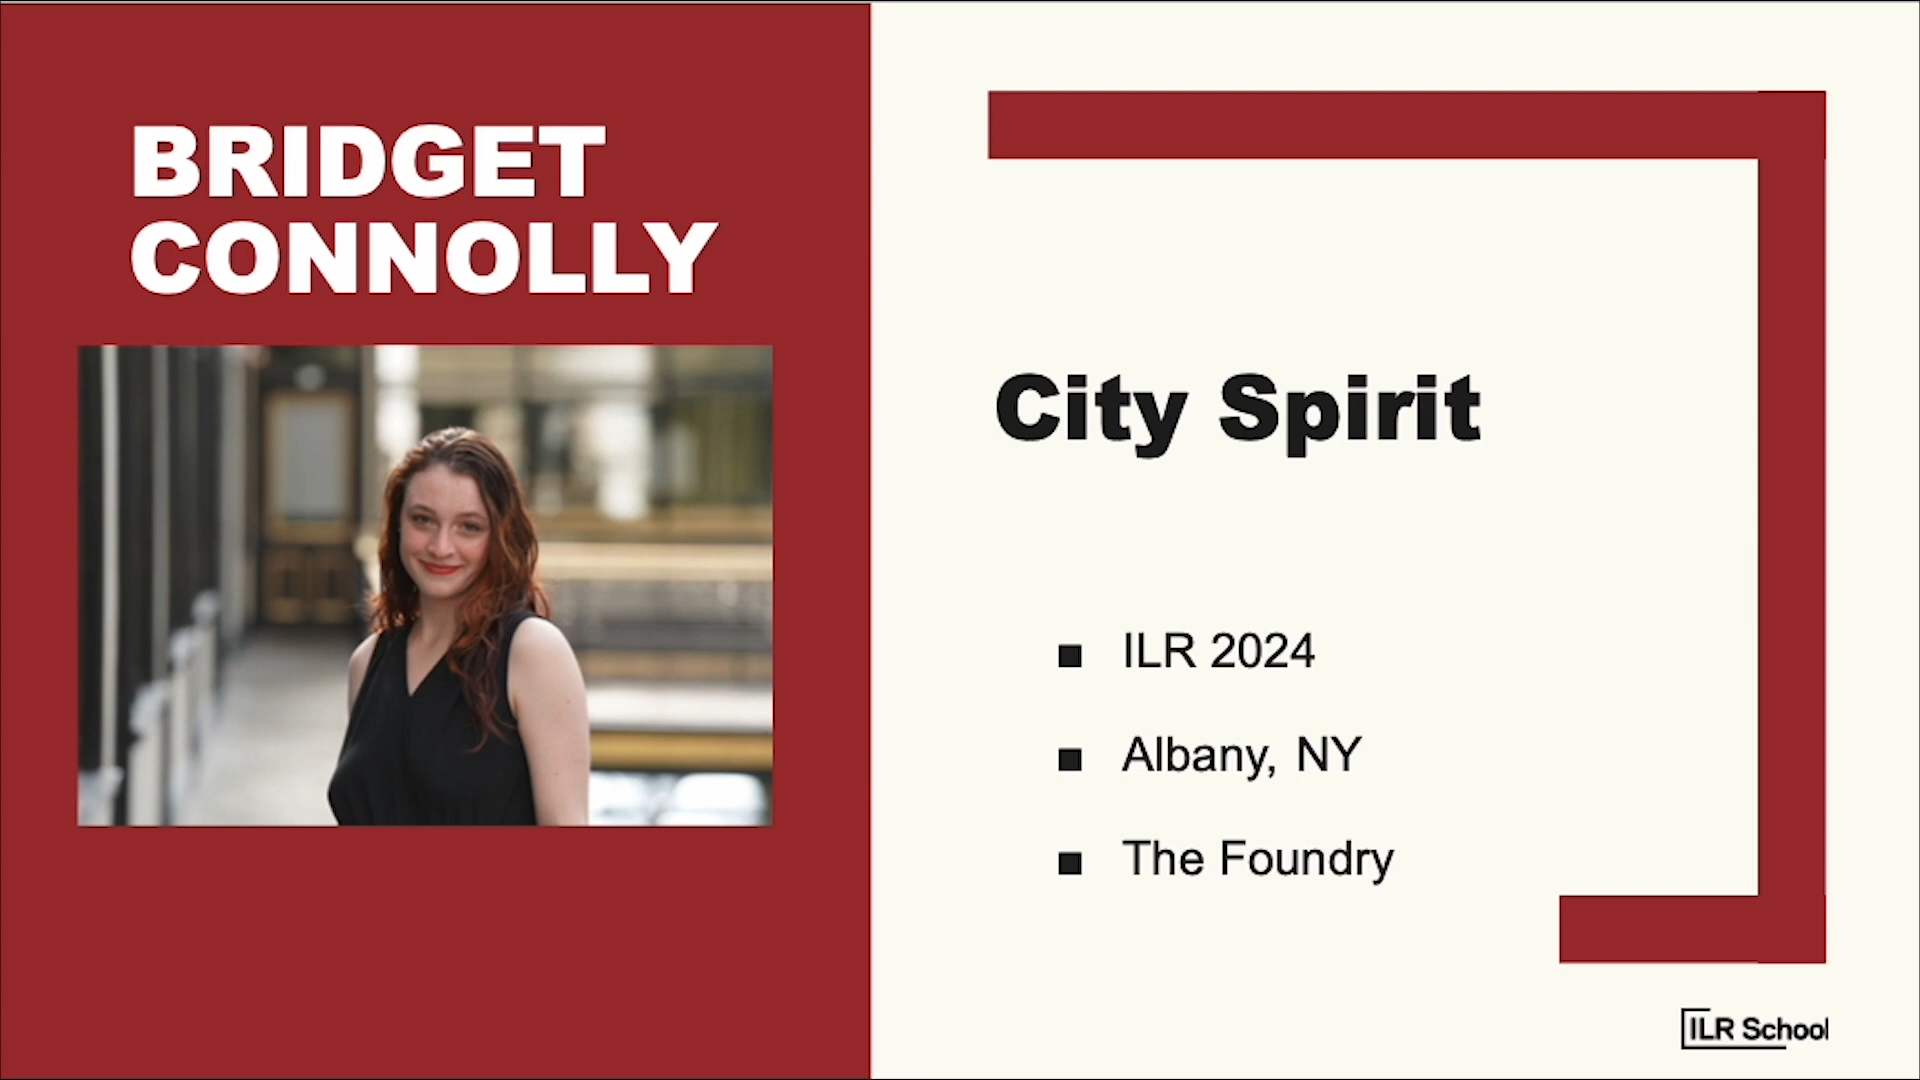 BRIDGET
CONNOLLY
City Spirit
ILR 2024
Albany, NY
The Foundry
ILR School